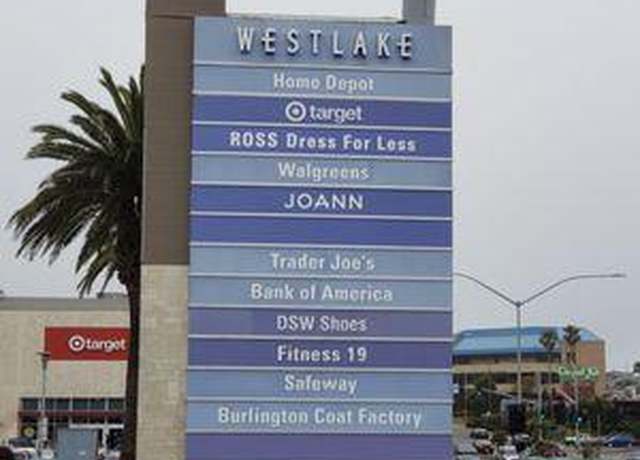 WESTLAKE
Home Depot
target
ROSS Dress For Less
Walgreens
JOANN
Trader Joe's
Bank of America
DSW Shoes
Fitness 19
Safeway
Burlington Coat Factory
target